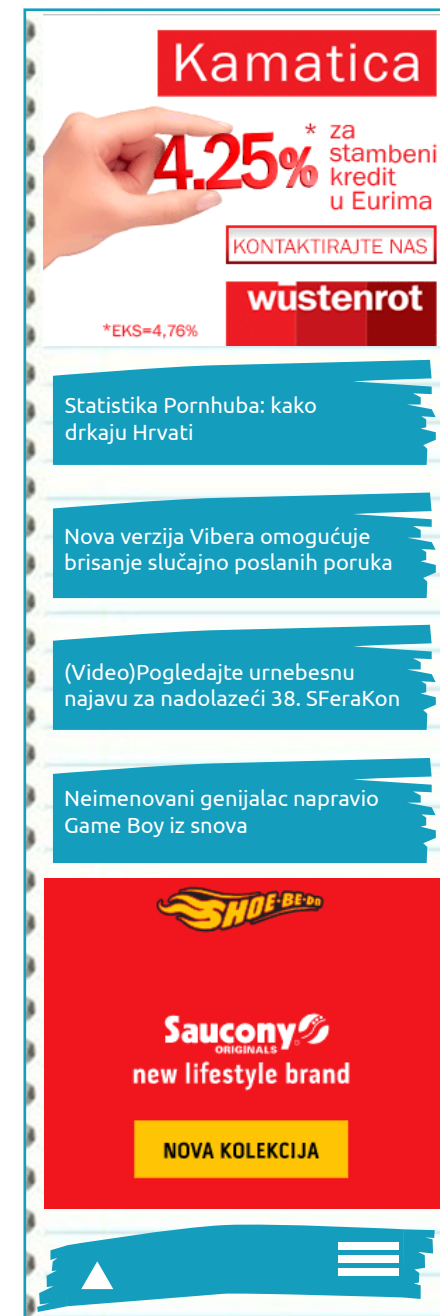 Kamatica
4.25%*
za
stambeni
kredit
u Eurima
KONTAKTIRAJTE NAS
wüstenrot
*EKS=4,76%
Statistika Pornhuba: kako
drkaju Hrvati
Nova verzija Vibera omogućuje
brisanje slučajno poslanih poruka
(Video)Pogledajte urnebesnu
najavu za nadolazeći 38. SFeraKon
Neimenovani genijalac napravio
Game Boy iz snova
SHOE-BE-DO
Saucony
ORIGINALS
new lifestyle brand
NOVA KOLEKCIJA